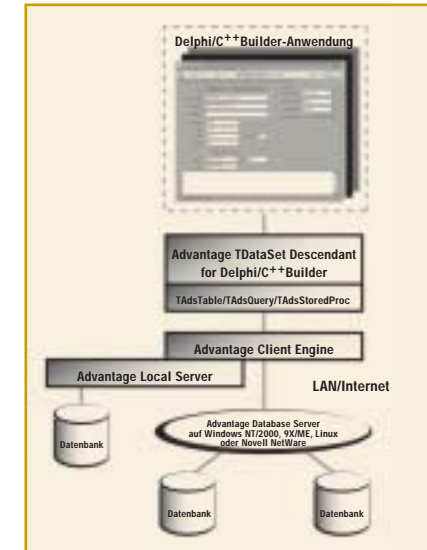 Delphi/C++Builder-Anwendung
Advantage TDataSet Descendant
for Delphi/C++Builder
TAdsTable/TAdsQuery/TAdsStoredProc
Advantage Client Engine
Advantage Local Server
LAN/Internet
Datenbank
Advantage Database Server
auf Windows NT/2000, 9X/ME, Linux
oder Novell NetWare
Datenbank
Datenbank